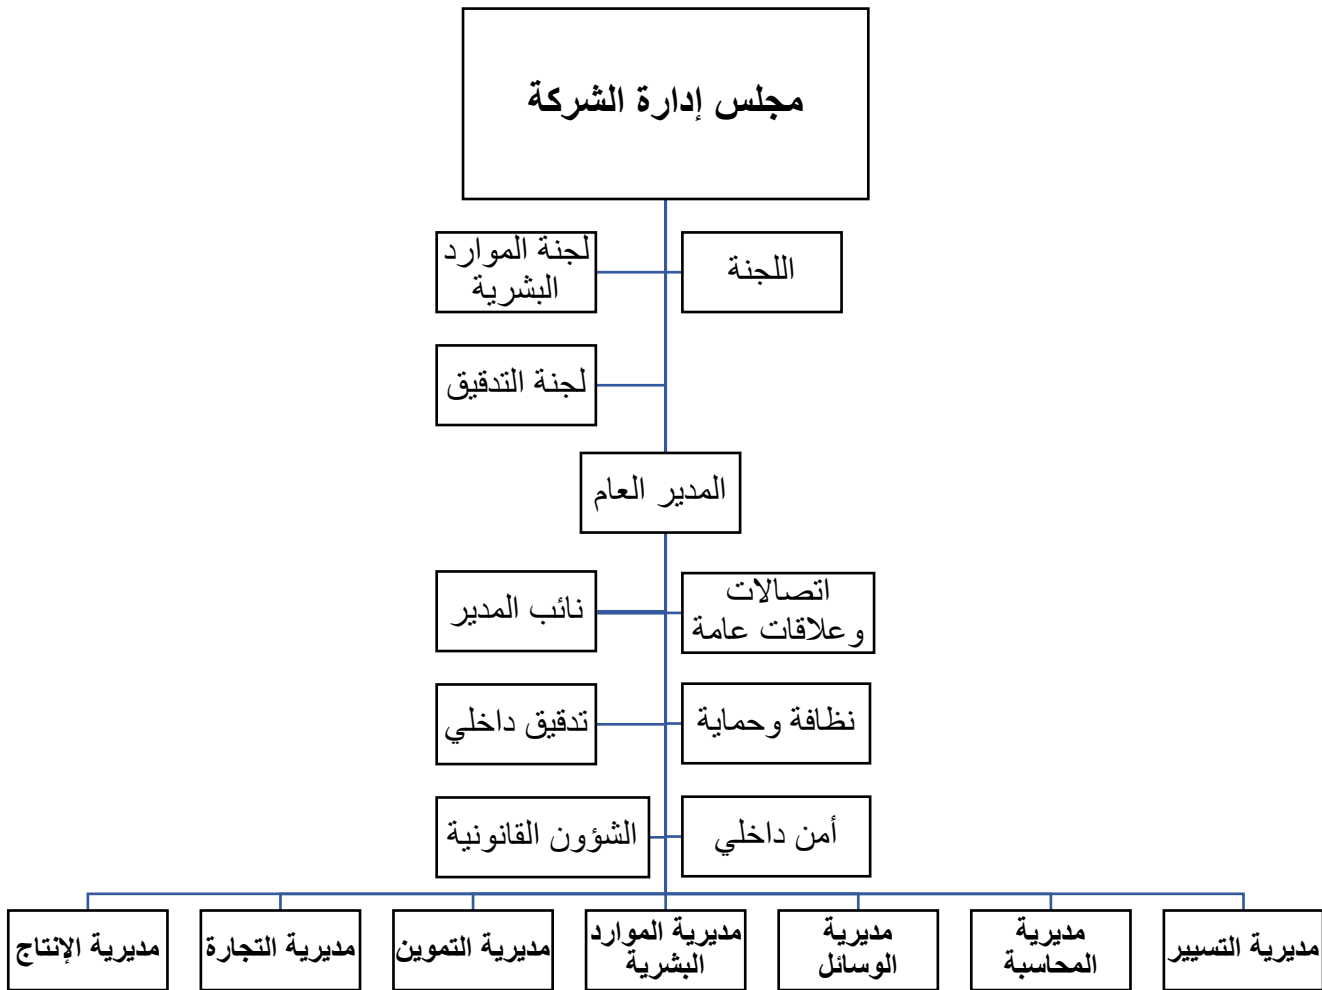 مجلس إدارة الشركة
اللجنة
لجنة الموارد
البشرية
لجنة التدقيق
المدير العام
اتصالات
وعلاقات عامة
نائب المدير
نظافة وحماية
تدقيق داخلي
أمن داخلي
الشؤون القانونية
مديرية التسيير
مديرية
المحاسبة
مديرية
الوسائل
مديرية الموارد
البشرية
مديرية التموين
مديرية التجارة
مديرية الإنتاج